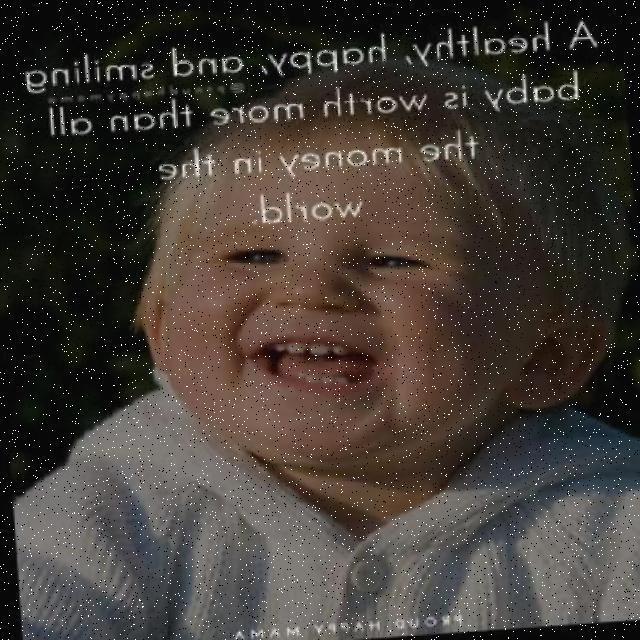 A healthy, happy, and smiling
baby is worth more than all
the money in the
world
PROUD HAPPY MAMA